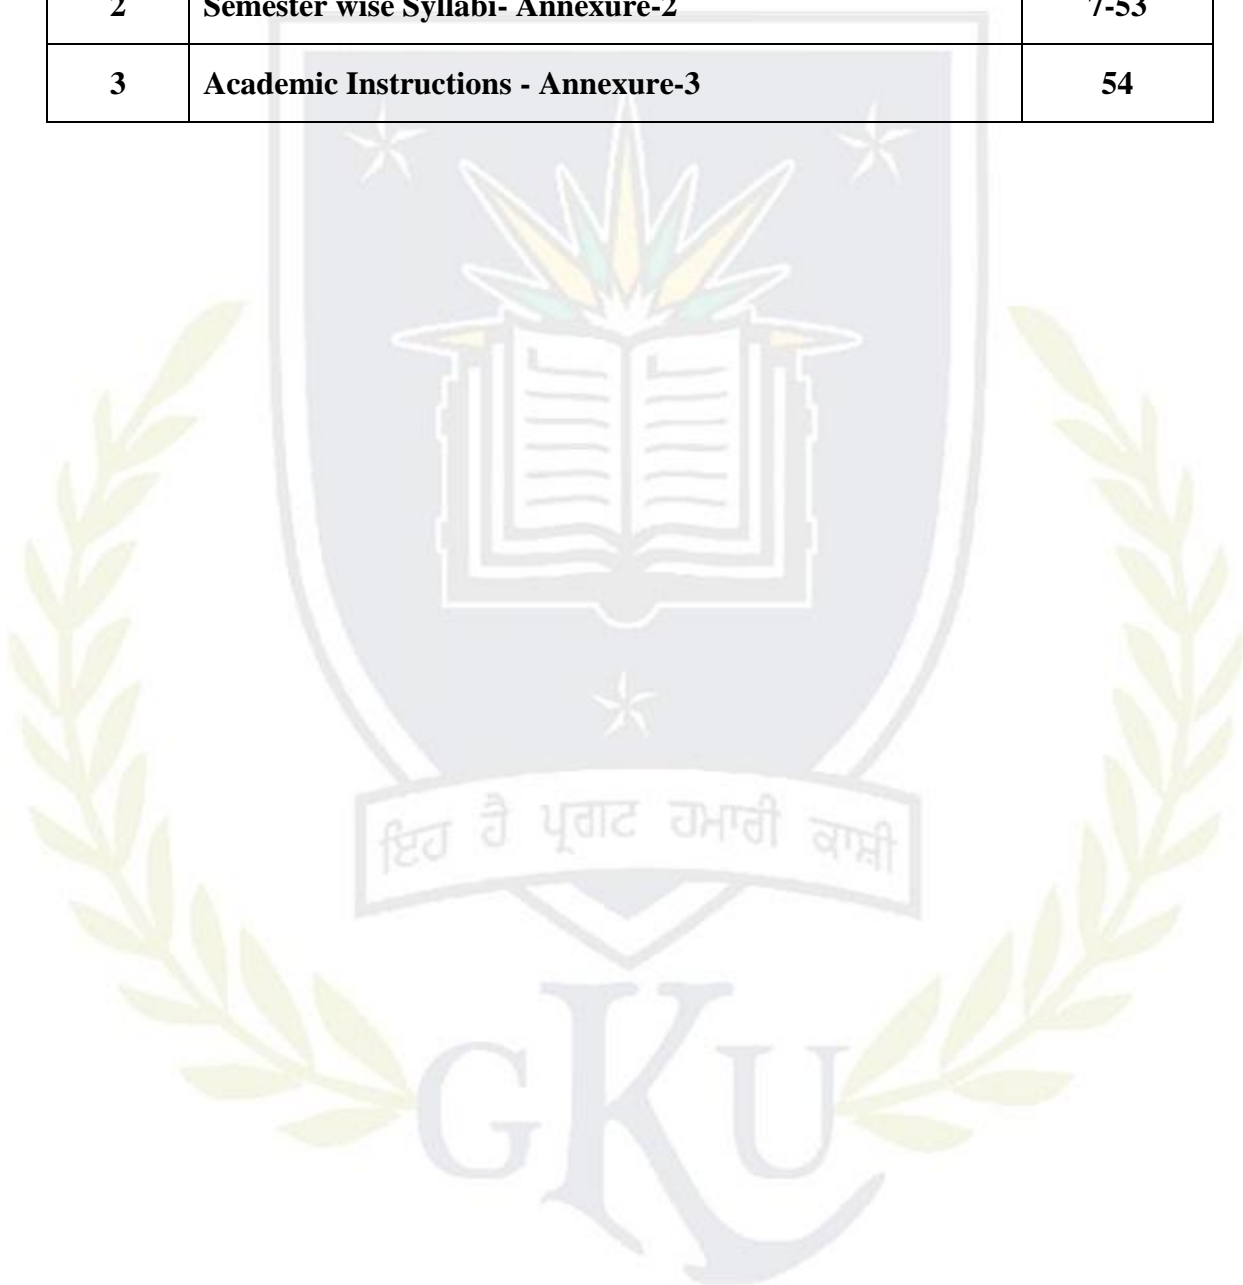 2 Semester wise Syllabi- Annexure-2 7-53
3 Academic Instructions - Annexure-3 54
ਇਹ ਹੈ ਪ੍ਰਗਟ ਹਮਾਰੀ ਕਾਸ਼ੀ
GKU